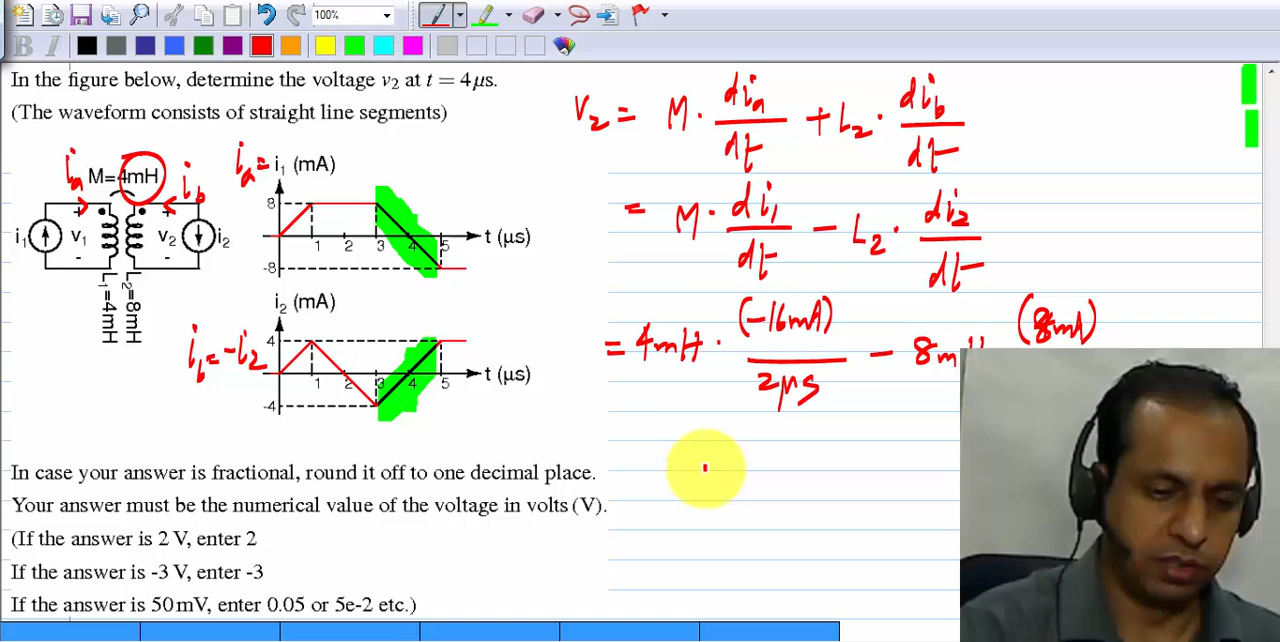 100%
B I
In the figure below, determine the voltage v₂ at t = 4μs.
(The waveform consists of straight line segments)
i_a
M=4mH
i_b
i₁
+
v₁
-
+
v₂
-
i₂
L₁=4mH
L₂=8mH
i_a = i₁ (mA)
8
-8
1 2 3 4 5
t (μs)
i₂ (mA)
i_b = -i₂
4
-4
1 2 3 4 5
t (μs)
V₂ = M · di_a/dt + L₂ · di_b/dt
= M · di₁/dt - L₂ · di₂/dt
= 4mH · (-16mA)/2μs - 8m (8mA)
In case your answer is fractional, round it off to one decimal place.
Your answer must be the numerical value of the voltage in volts (V).
(If the answer is 2 V, enter 2
If the answer is -3 V, enter -3
If the answer is 50 mV, enter 0.05 or 5e-2 etc.)